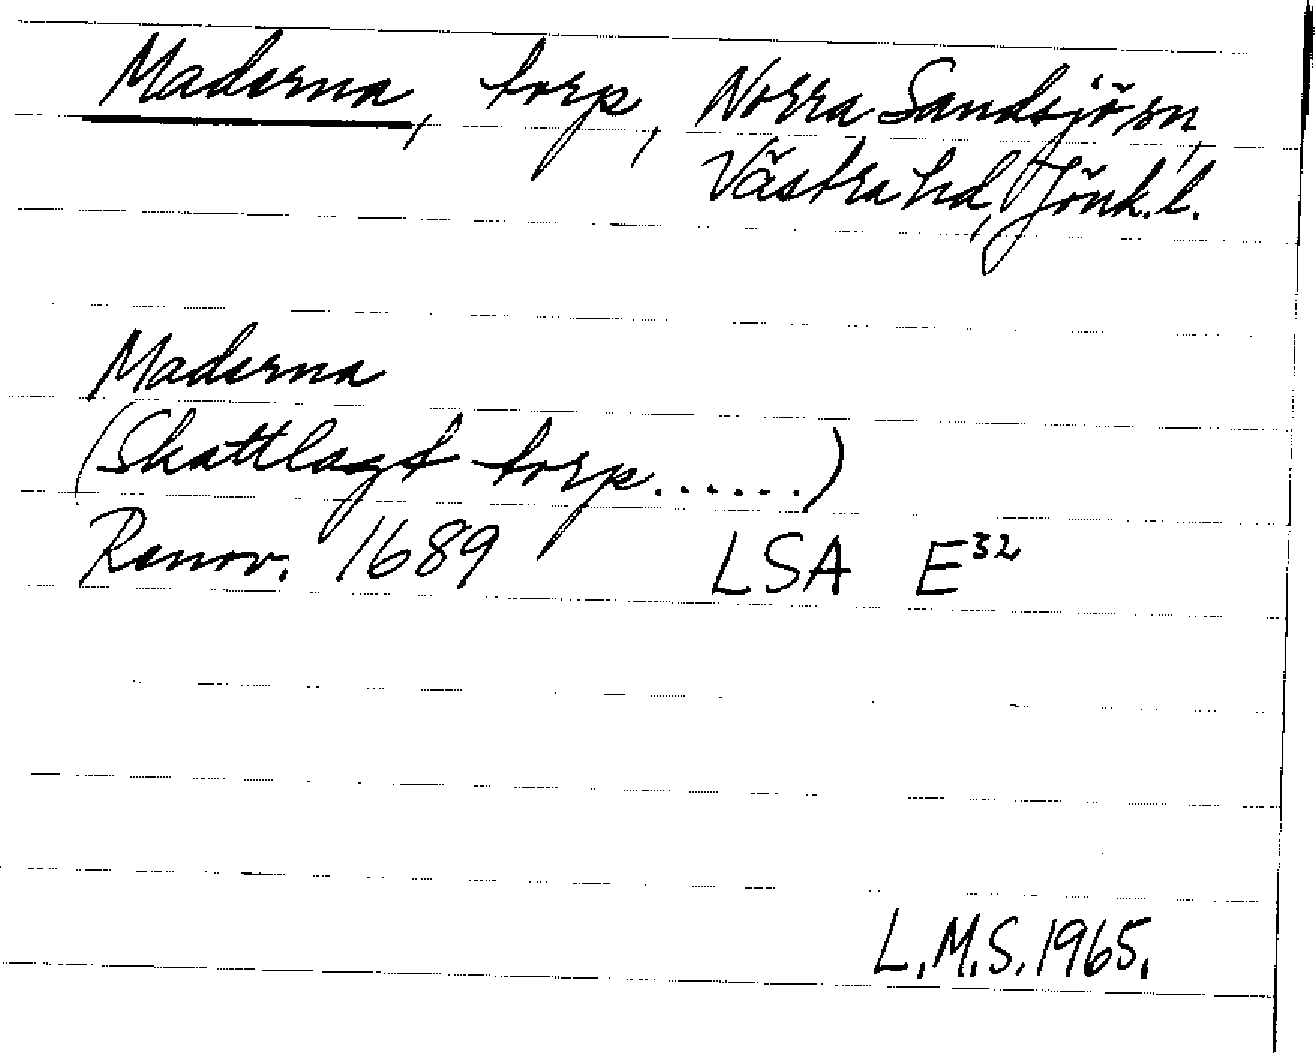 Maderna, torp, Norra Sandsjö sn,
Västra hd, Jönk. l.
Maderna
(Skattlagt torp......)
Renov. 1689 LSA E³²
L.M.S. 1965.